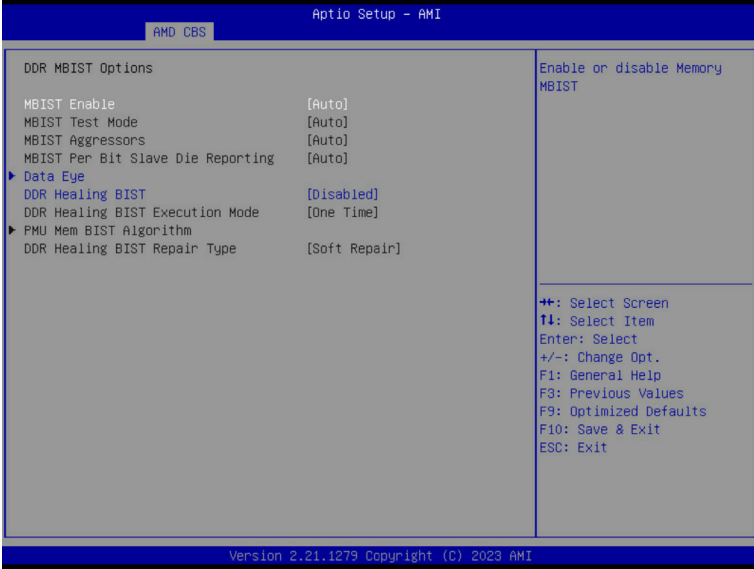 Aptio Setup – AMI
AMD CBS
DDR MBIST Options
MBIST Enable [Auto]
MBIST Test Mode [Auto]
MBIST Aggressors [Auto]
MBIST Per Bit Slave Die Reporting [Auto]
Data Eye
DDR Healing BIST [Disabled]
DDR Healing BIST Execution Mode [One Time]
PMU Mem BIST Algorithm
DDR Healing BIST Repair Type [Soft Repair]
Enable or disable Memory
MBIST
→←: Select Screen
↑↓: Select Item
Enter: Select
+/-: Change Opt.
F1: General Help
F3: Previous Values
F9: Optimized Defaults
F10: Save & Exit
ESC: Exit
Version 2.21.1279 Copyright (C) 2023 AMI